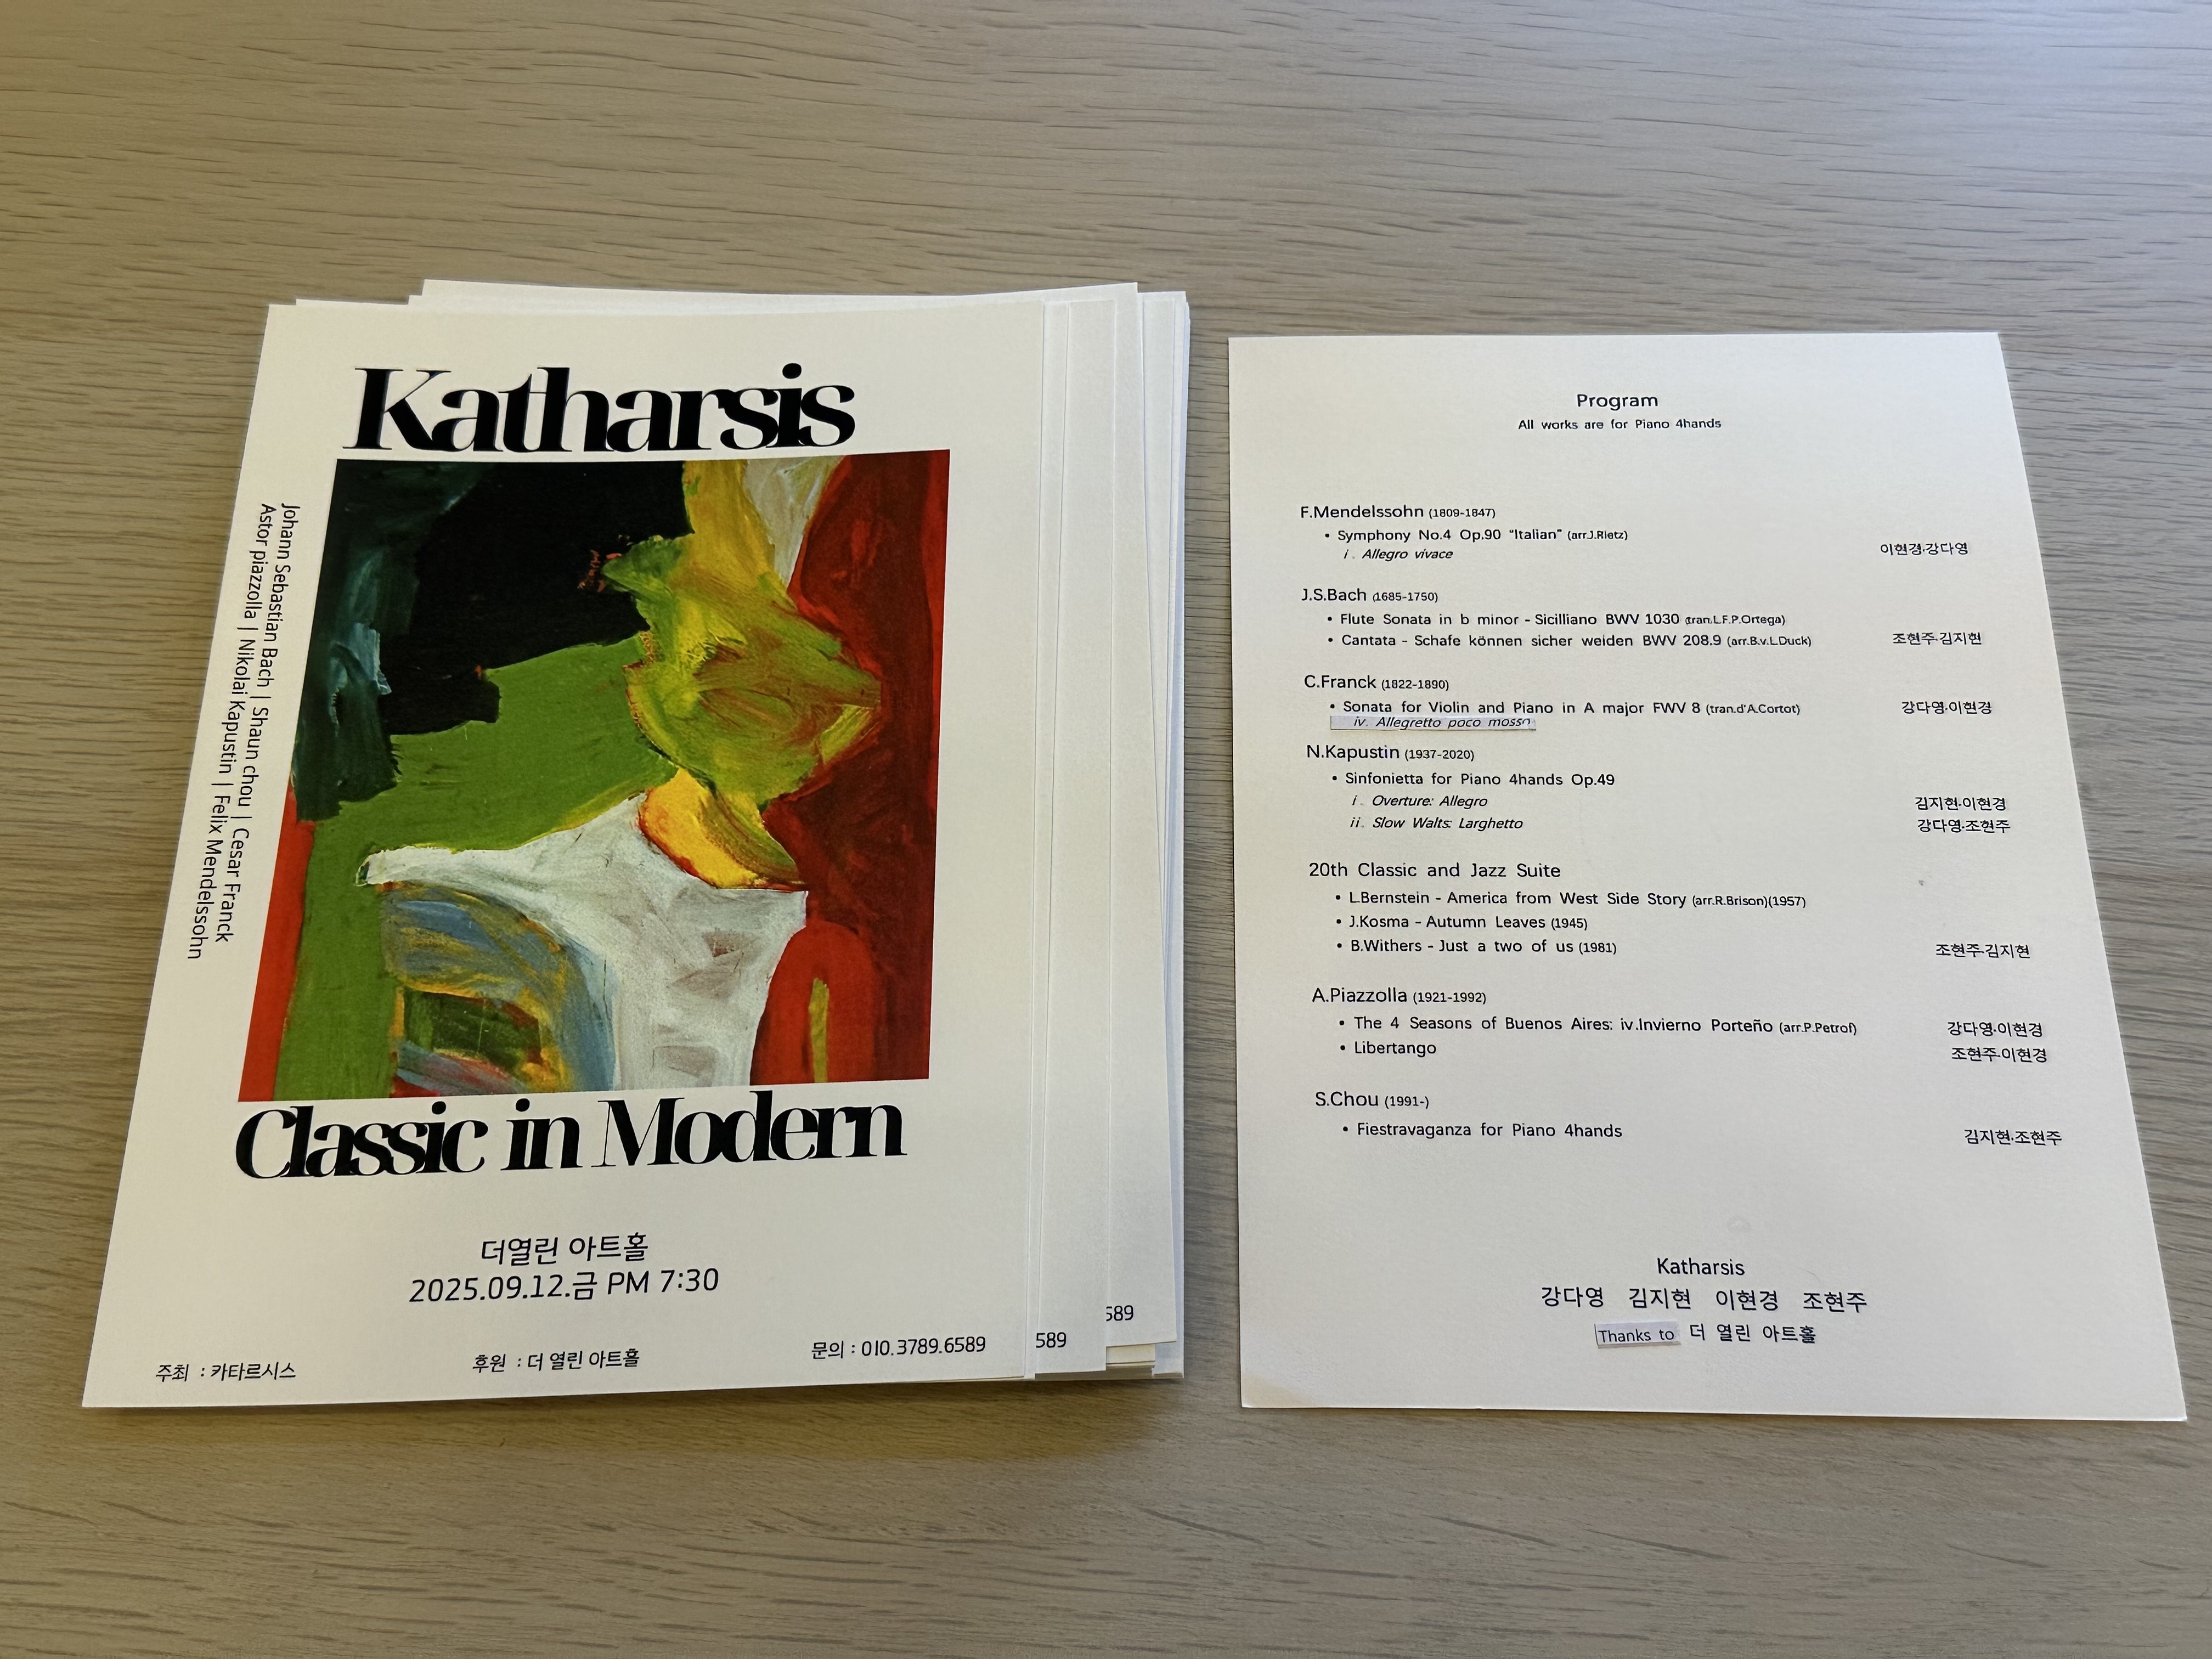 Katharsis
Johann Sebastian Bach | Shaun chou | Cesar Franck
Astor piazzolla | Nikolai Kapustin | Felix Mendelssohn
Classic in Modern
더열린 아트홀
2025.09.12.금 PM 7:30
주최 : 카타르시스
후원 : 더 열린 아트홀
문의 : 010.3789.6589
589
589
Program
All works are for Piano 4hands
F.Mendelssohn (1809-1847)
• Symphony No.4 Op.90 "Italian" (arr.J.Rietz)
i. Allegro vivace
이현경·강다영
J.S.Bach (1685-1750)
• Flute Sonata in b minor - Sicilliano BWV 1030 (tran.L.F.P.Ortega)
• Cantata - Schafe können sicher weiden BWV 208.9 (arr.B.v.L.Duck) 조현주·김지현
C.Franck (1822-1890)
• Sonata for Violin and Piano in A major FWV 8 (tran.d'A.Cortot) 강다영·이현경
iv. Allegretto poco mosso
N.Kapustin (1937-2020)
• Sinfonietta for Piano 4hands Op.49
i. Overture: Allegro 김지현·이현경
ii. Slow Walts: Larghetto 강다영·조현주
20th Classic and Jazz Suite
• L.Bernstein - America from West Side Story (arr.R.Brison)(1957)
• J.Kosma - Autumn Leaves (1945)
• B.Withers - Just a two of us (1981) 조현주·김지현
A.Piazzolla (1921-1992)
• The 4 Seasons of Buenos Aires: iv.Invierno Porteño (arr.P.Petrof) 강다영·이현경
• Libertango 조현주·이현경
S.Chou (1991-)
• Fiestravaganza for Piano 4hands 김지현·조현주
Katharsis
강다영 김지현 이현경 조현주
Thanks to 더 열린 아트홀